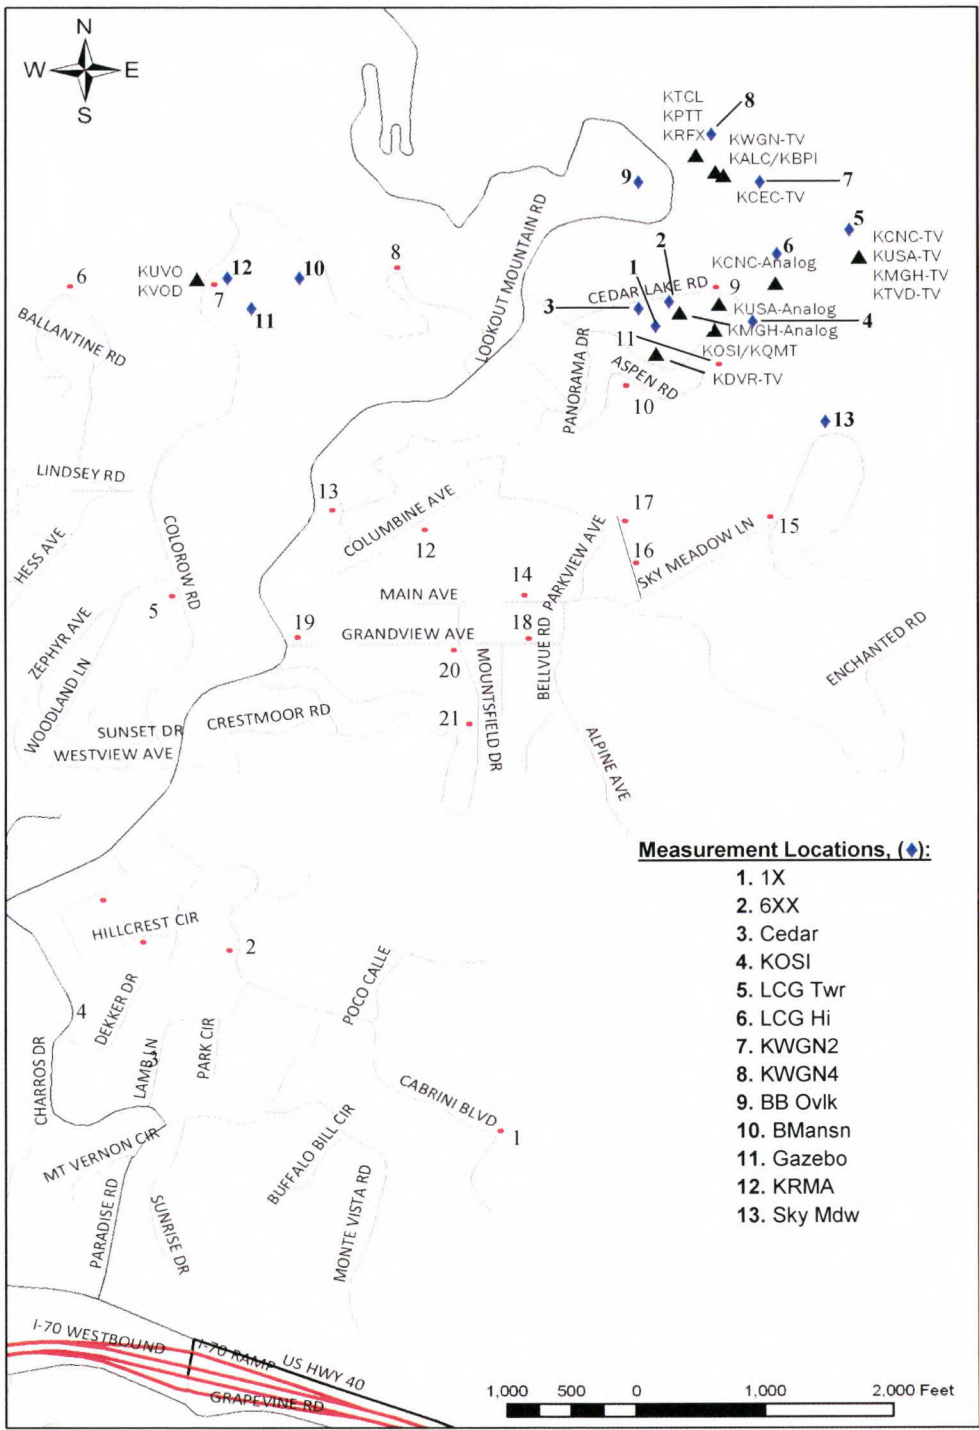 N
W E
S
KTCL
KPTT
KRFX
8
KWGN-TV
KALC/KBPI
KCEC-TV
7
9
5
KCNC-TV
KUSA-TV
KMGH-TV
KTVD-TV
6
KCNC-Analog
2
1
CEDAR LAKE RD
9
3
KUSA-Analog
KMGH-Analog
4
KOSI/KQMT
11
KDVR-TV
ASPEN RD
10
PANORAMA DR
LOOKOUT MOUNTAIN RD
8
6
KUVO
KVOD
12
10
7
11
BALLANTINE RD
13
LINDSEY RD
13
COLUMBINE AVE
12
17
15
HESS AVE
COLOROW RD
16
SKY MEADOW LN
PARKVIEW AVE
14
MAIN AVE
5
ZEPHYR AVE
19
GRANDVIEW AVE
18
BELLVUE RD
ENCHANTED RD
20
MOUNTSFIELD DR
WOODLAND LN
CRESTMOOR RD
21
SUNSET DR
WESTVIEW AVE
ALPINE AVE
Measurement Locations, (♦):
1. 1X
2. 6XX
3. Cedar
4. KOSI
5. LCG Twr
6. LCG Hi
7. KWGN2
8. KWGN4
9. BB Ovlk
10. BMansn
11. Gazebo
12. KRMA
13. Sky Mdw
HILLCREST CIR
2
4
DEKKER DR
POCO CALLE
CHARROS DR
LAMB LN
3
PARK CIR
CABRINI BLVD
1
MT VERNON CIR
BUFFALO BILL CIR
PARADISE RD
SUNRISE DR
MONTE VISTA RD
I-70 WESTBOUND
I-70 RAMP
US HWY 40
GRAPEVINE RD
1,000 500 0 1,000 2,000 Feet